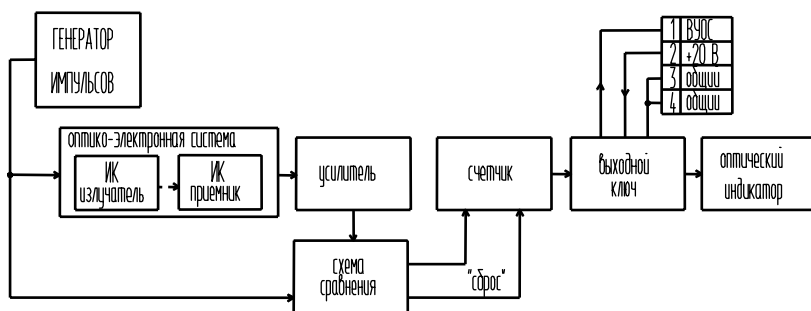 ГЕНЕРАТОР
ИМПУЛЬСОВ
1 ВУОС
2 +20 В
3 общий
4 общий
оптико-электронная система
ИК
излучатель
ИК
приемник
усилитель
счетчик
выходной
ключ
оптический
индикатор
схема
сравнения
"сброс"